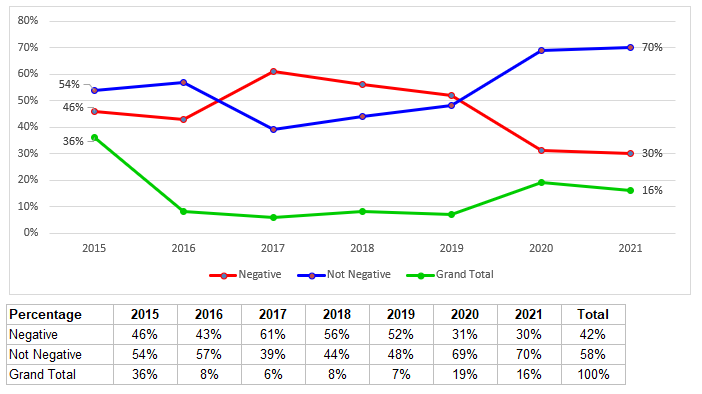 80%
70%
60%
50%
40%
30%
20%
10%
0%
54%
46%
36%
70%
30%
16%
2015 2016 2017 2018 2019 2020 2021
Negative Not Negative Grand Total
Percentage 2015 2016 2017 2018 2019 2020 2021 Total
Negative 46% 43% 61% 56% 52% 31% 30% 42%
Not Negative 54% 57% 39% 44% 48% 69% 70% 58%
Grand Total 36% 8% 6% 8% 7% 19% 16% 100%